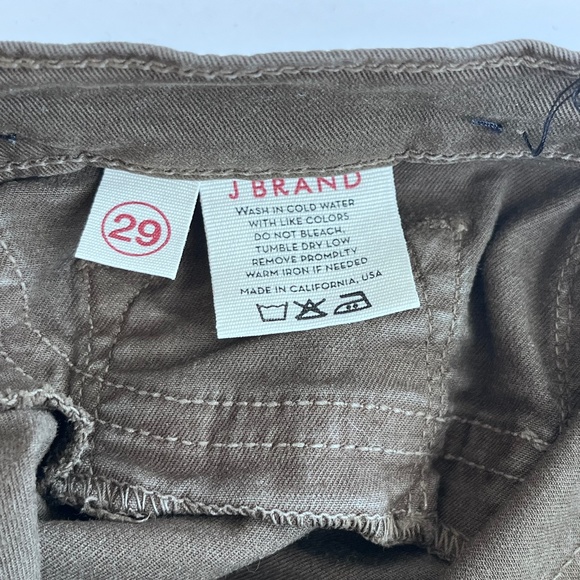 29
J BRAND
WASH IN COLD WATER
WITH LIKE COLORS
DO NOT BLEACH,
TUMBLE DRY LOW
REMOVE PROMPTLY
WARM IRON IF NEEDED
MADE IN CALIFORNIA, USA